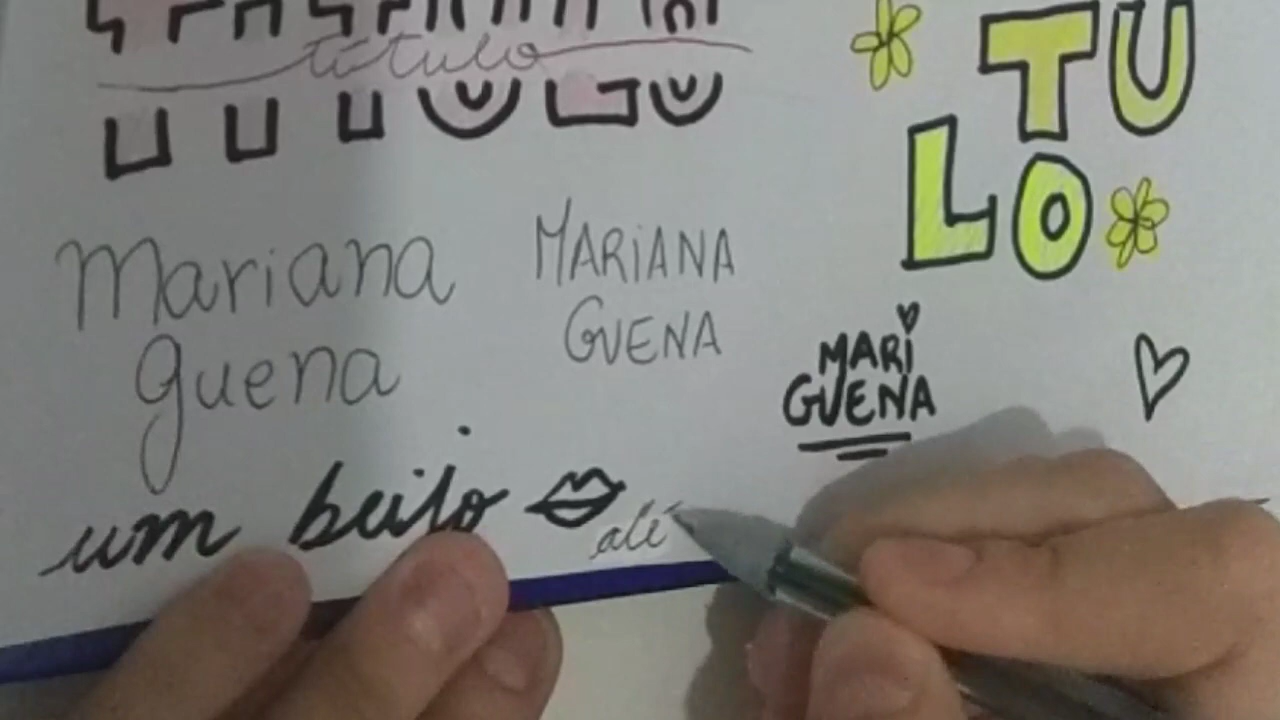 título
TU
LO
Mariana
guena
MARiANA
GUENA
MARi
GUENA
um beijo
até